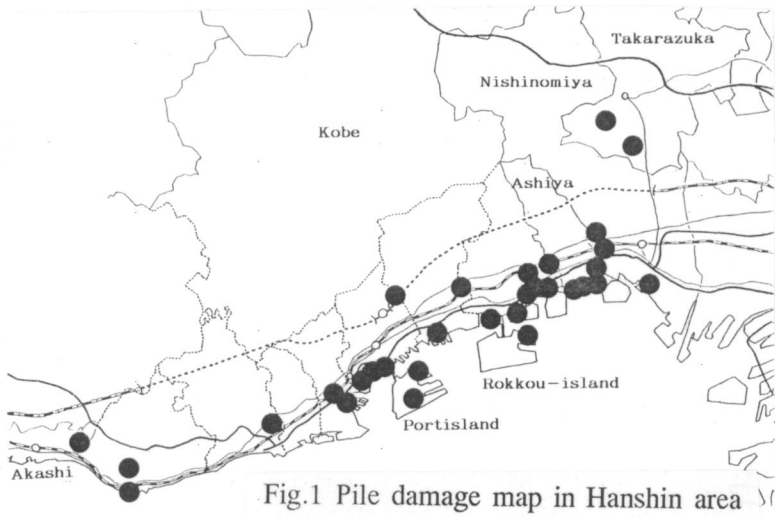 Takarazuka
Nishinomiya
Kobe
Ashiya
Rokkou-island
Portisland
Akashi
Fig.1 Pile damage map in Hanshin area